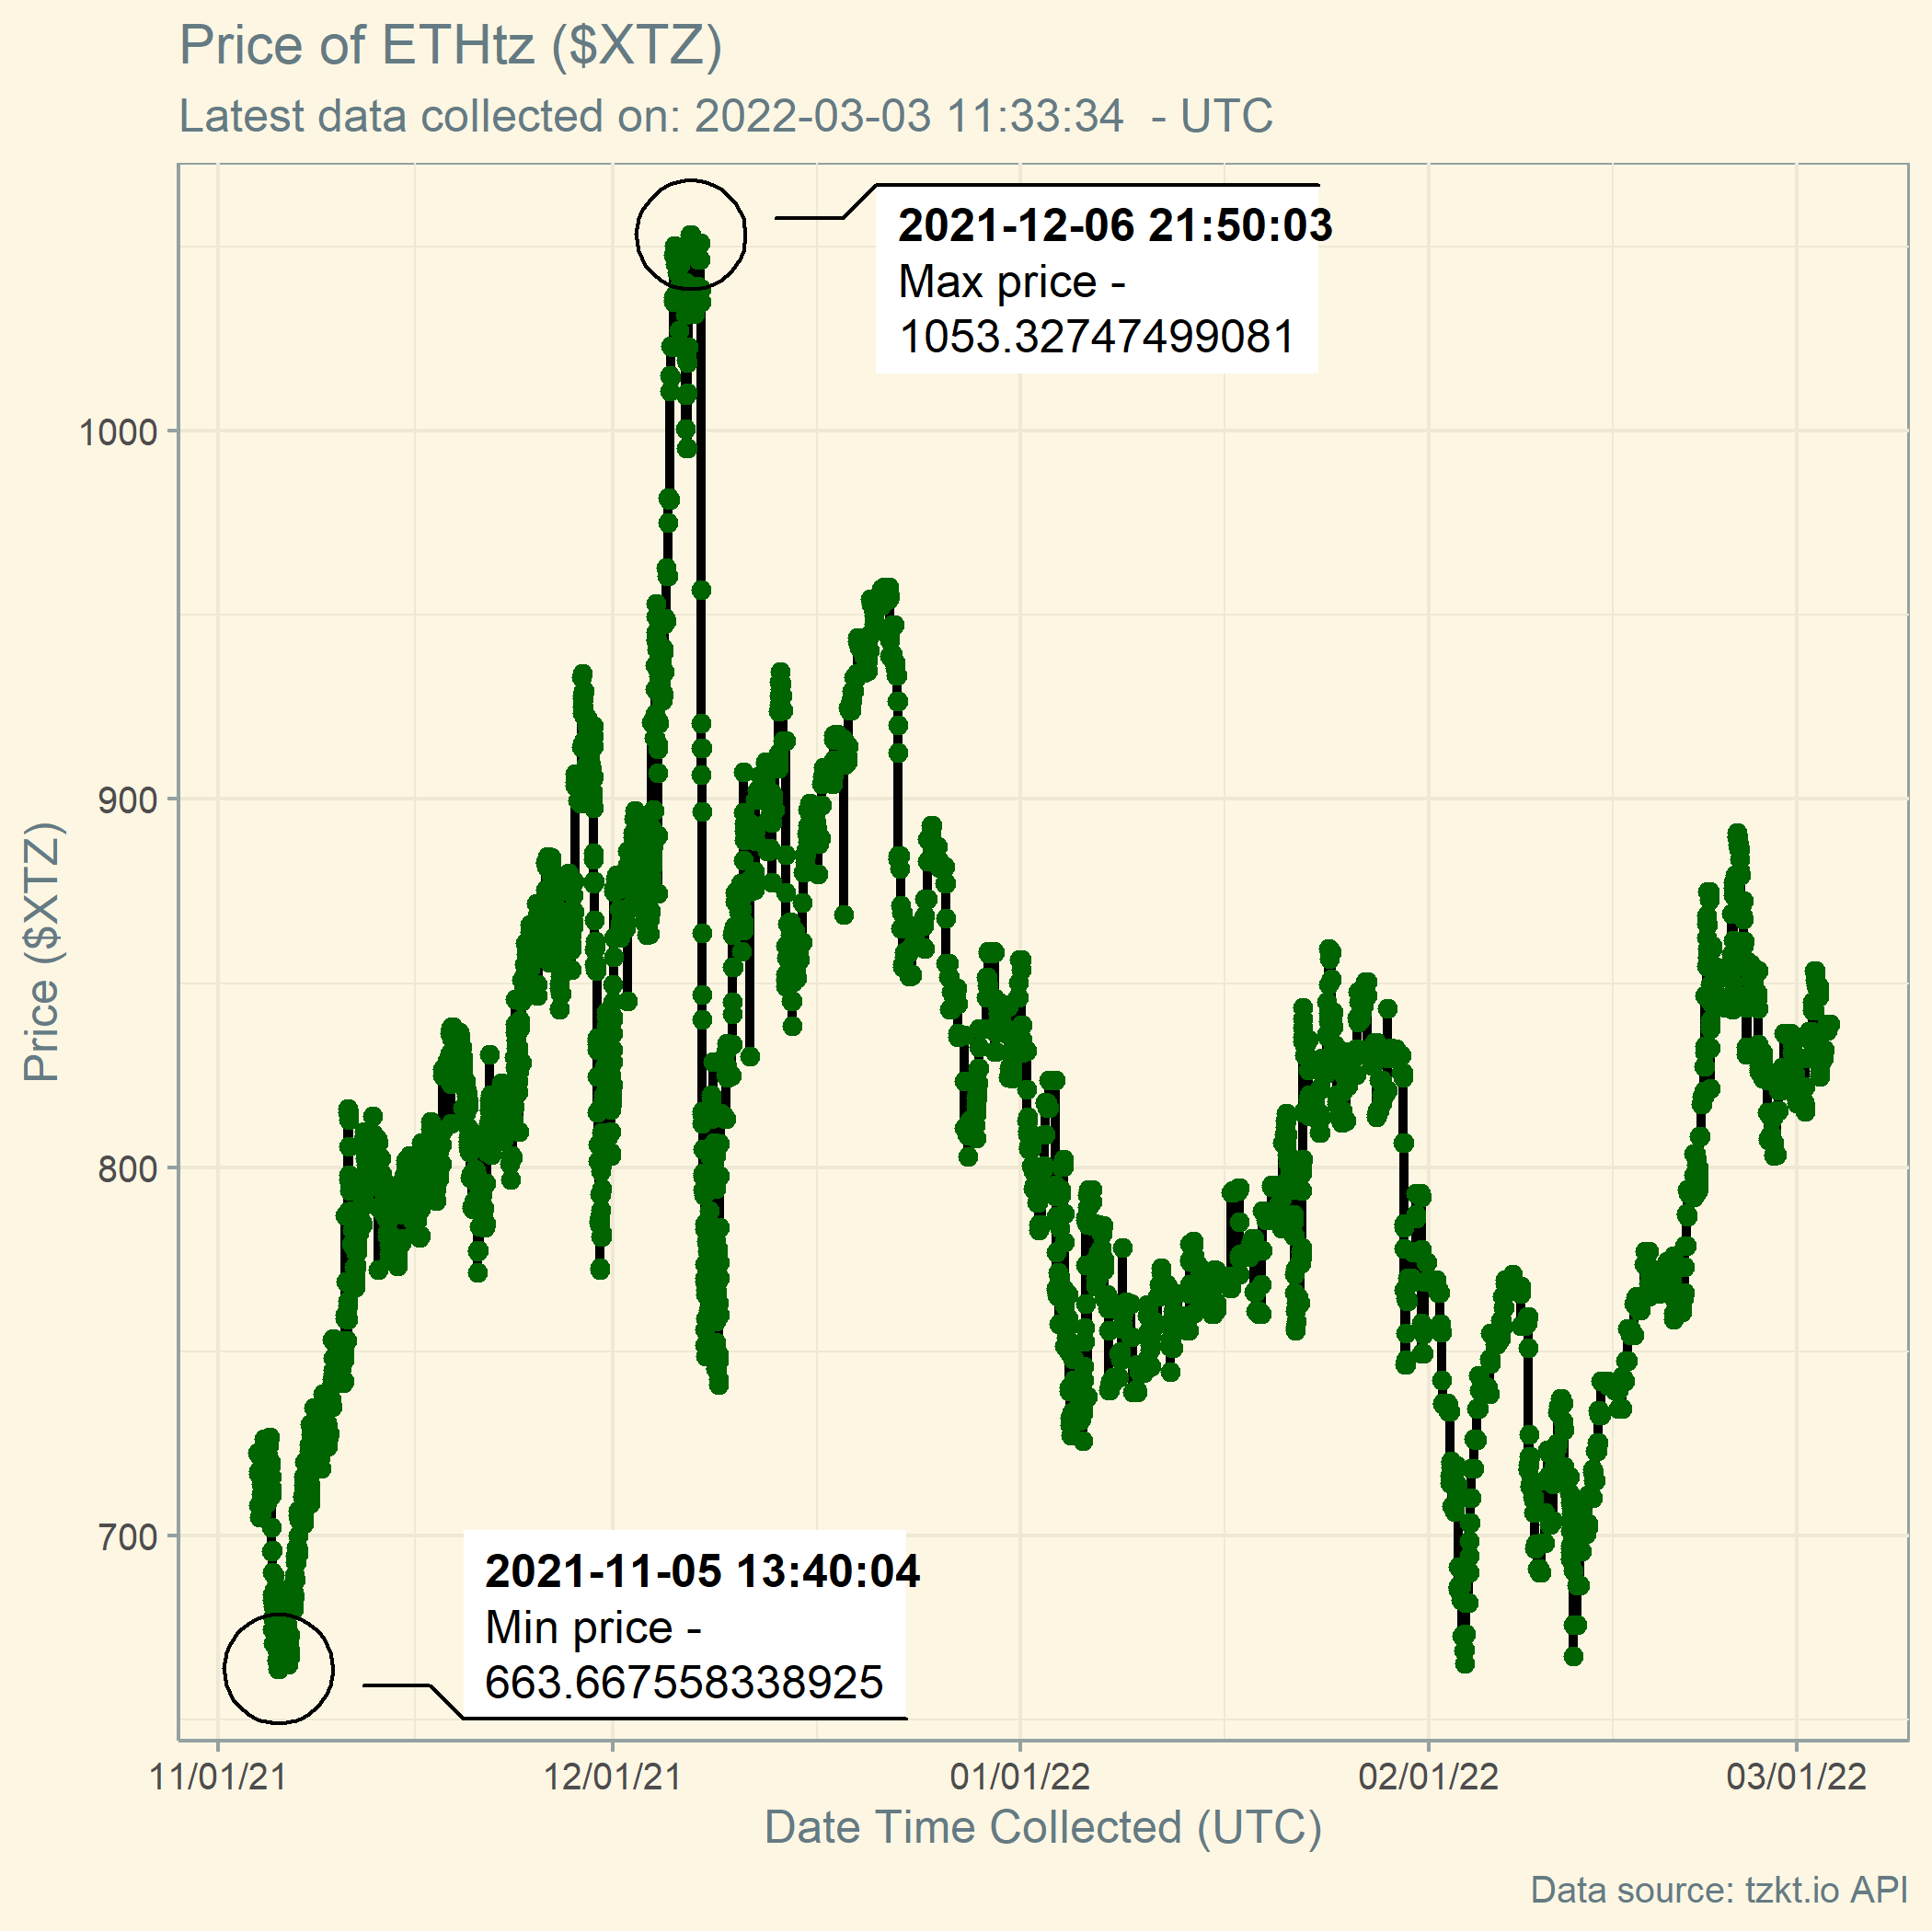 Price of ETHtz ($XTZ)
Latest data collected on: 2022-03-03 11:33:34  - UTC
2021-12-06 21:50:03
Max price -
1053.32747499081
1000
900
800
700
Price ($XTZ)
2021-11-05 13:40:04
Min price -
663.667558338925
11/01/21
12/01/21
01/01/22
02/01/22
03/01/22
Date Time Collected (UTC)
Data source: tzkt.io API